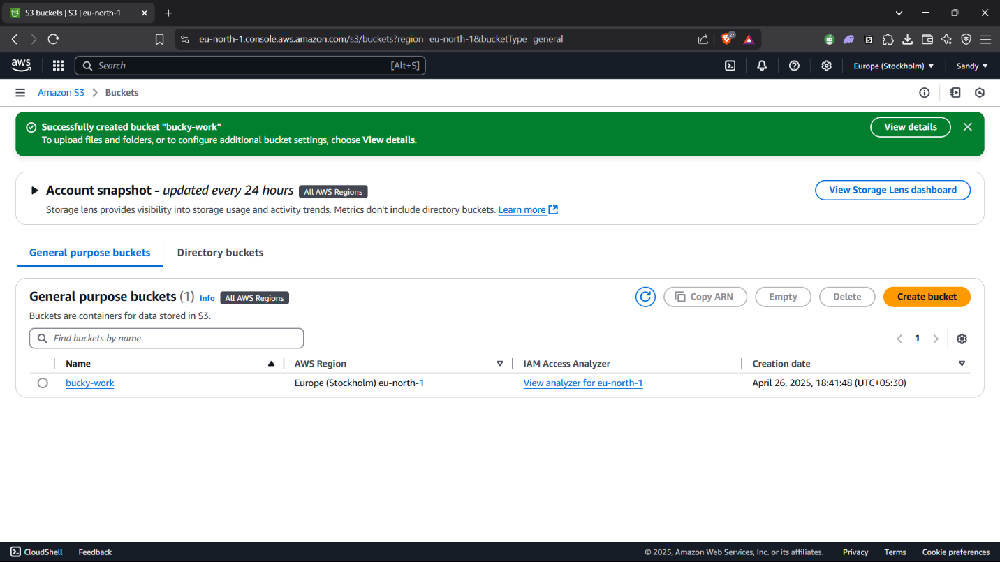 S3 buckets | S3 | eu-north-1
eu-north-1.console.aws.amazon.com/s3/buckets?region=eu-north-1&bucketType=general
27
aws
Search
[Alt+S]
Europe (Stockholm)
Sandy
Amazon S3
Buckets
Successfully created bucket "bucky-work"
To upload files and folders, or to configure additional bucket settings, choose View details.
View details
Account snapshot - updated every 24 hours
All AWS Regions
Storage lens provides visibility into storage usage and activity trends. Metrics don't include directory buckets. Learn more
View Storage Lens dashboard
General purpose buckets
Directory buckets
General purpose buckets (1) Info All AWS Regions
Buckets are containers for data stored in S3.
Copy ARN
Empty
Delete
Create bucket
Find buckets by name
1
Name
AWS Region
IAM Access Analyzer
Creation date
bucky-work
Europe (Stockholm) eu-north-1
View analyzer for eu-north-1
April 26, 2025, 18:41:48 (UTC+05:30)
CloudShell
Feedback
© 2025, Amazon Web Services, Inc. or its affiliates.
Privacy
Terms
Cookie preferences